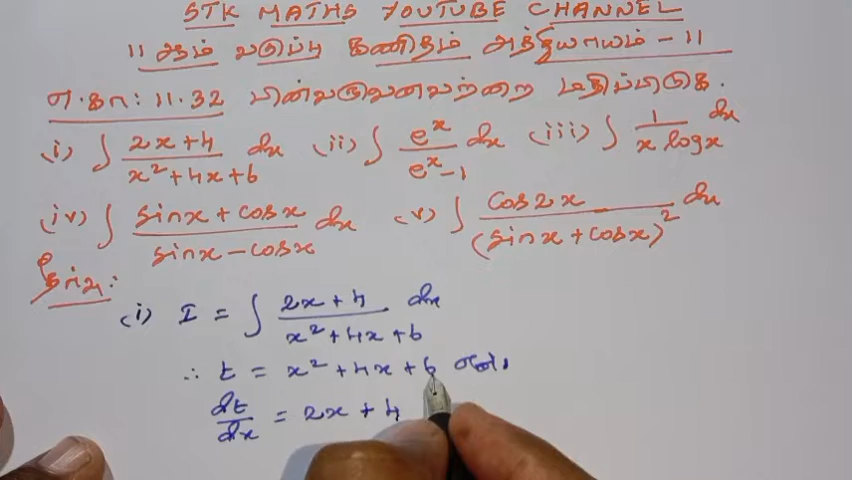 STK MATHS YOUTUBE CHANNEL
11 ஆம் வகுப்பு கணிதம் அத்தியாயம் - 11
எ.கா: 11.32 பின்வருவனவற்றை மதிப்பிடுக.
(i) ∫ (2x+4)/(x²+4x+6) dx (ii) ∫ eˣ/(eˣ-1) dx (iii) ∫ 1/(x logx) dx
(iv) ∫ (sinx + cosx)/(sinx - cosx) dx (v) ∫ cos2x/(sinx + cosx)² dx
தீர்வு:
(i) I = ∫ (2x+4)/(x²+4x+6) dx
∴ t = x² + 4x + 6 என்க
dt/dx = 2x + 4